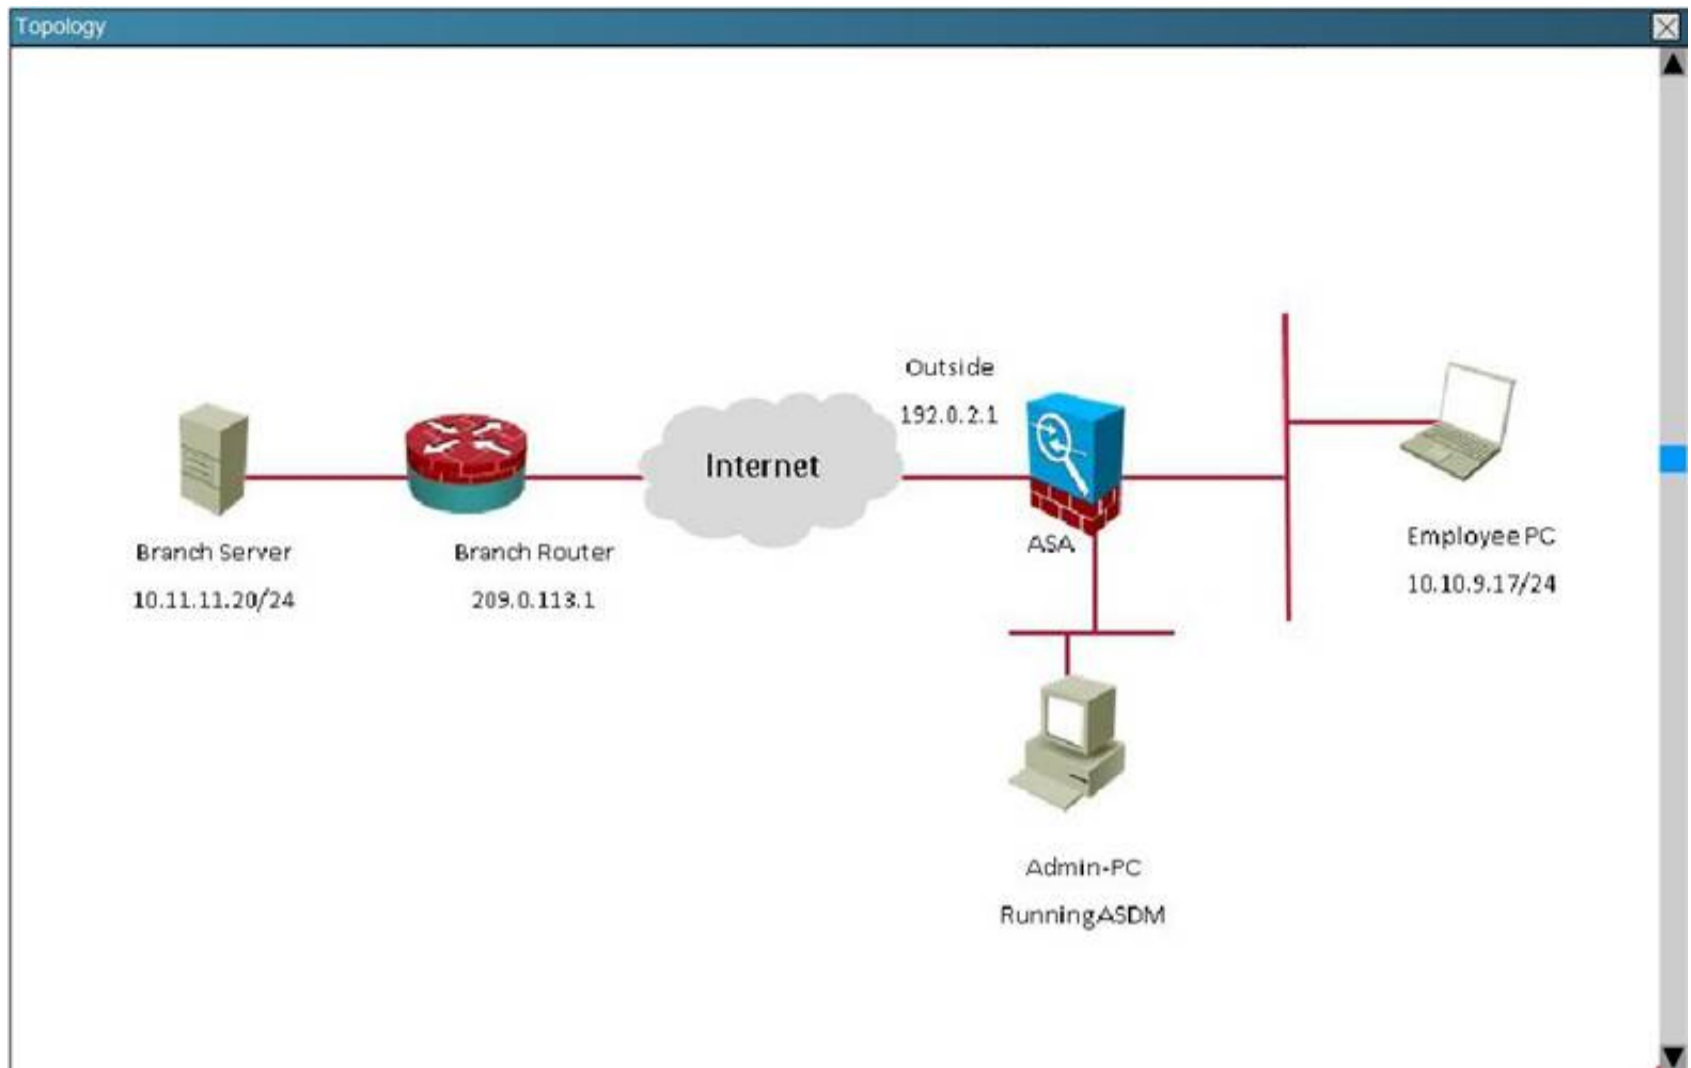 Topology
Outside
192.0.2.1
Internet
ASA
Branch Server
10.11.11.20/24
Branch Router
209.0.113.1
Employee PC
10.10.9.17/24
Admin-PC
RunningASDM